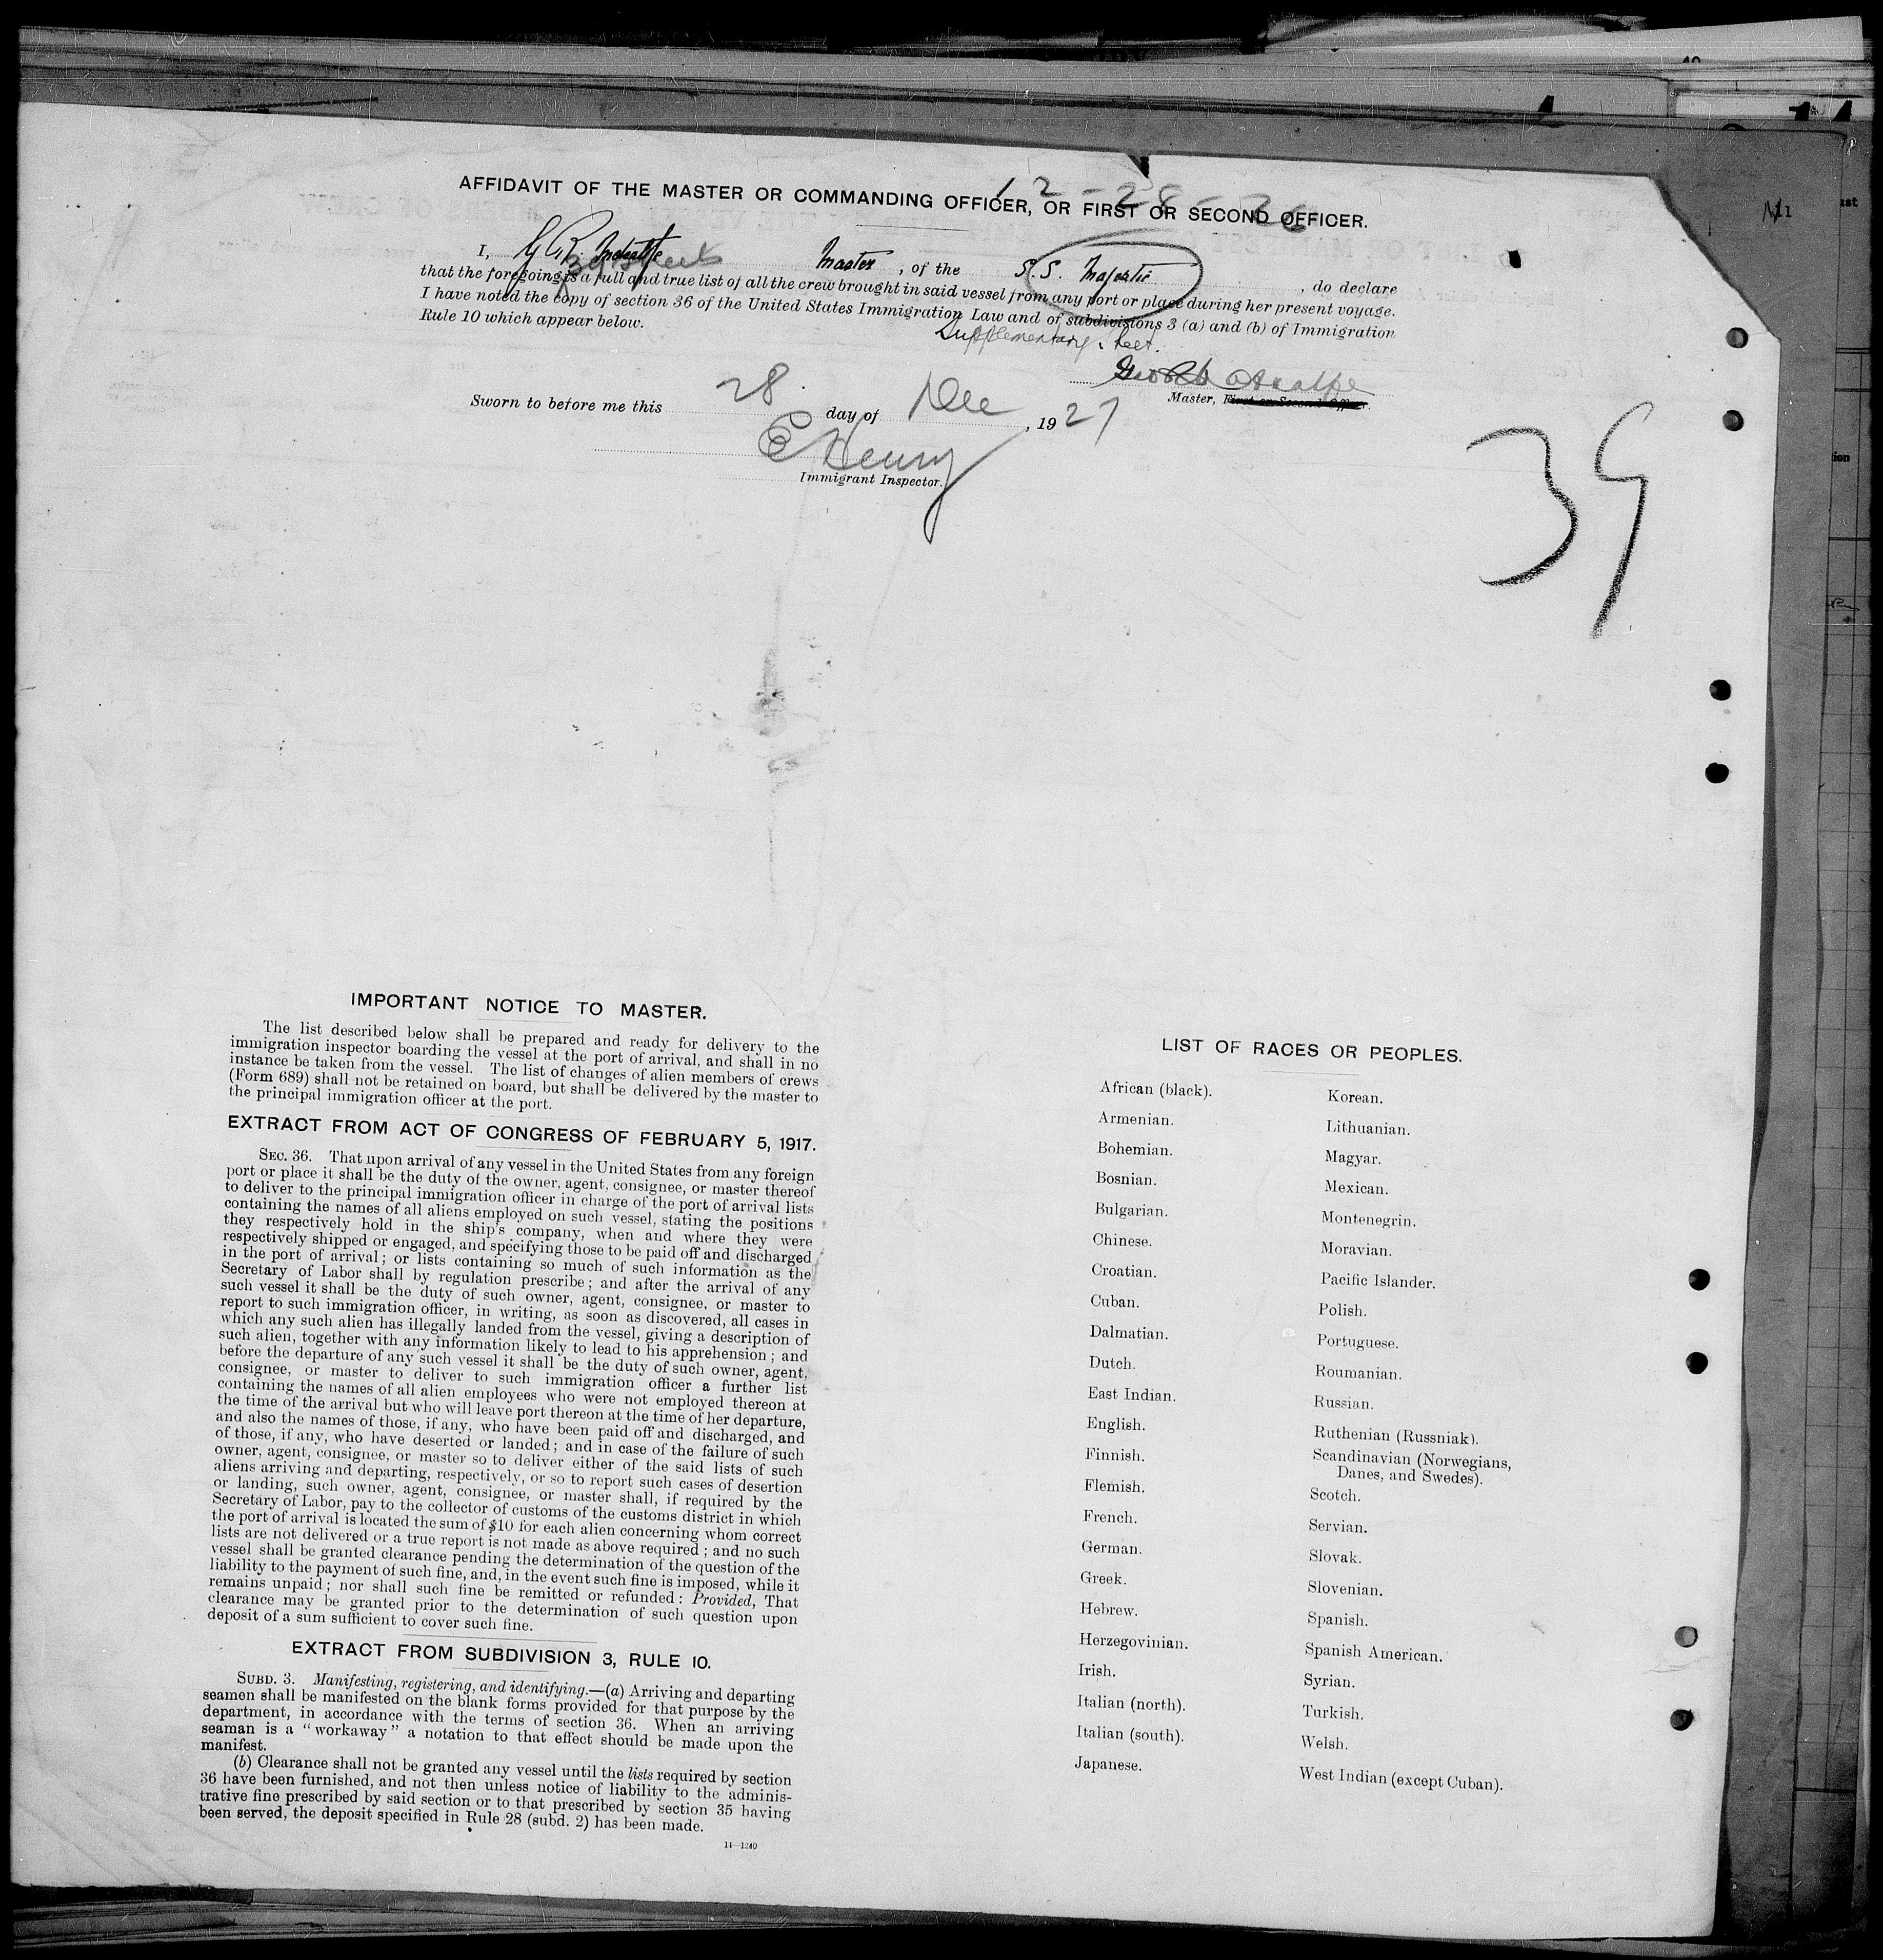 AFFIDAVIT OF THE MASTER OR COMMANDING OFFICER, OR FIRST OR SECOND OFFICER.
12-28-26
I, G R Metcalfe Master, of the S.S. Majestic, do declare
39 sheets
that the foregoing is a full and true list of all the crew brought in said vessel from any port or place during her present voyage.
I have noted the copy of section 36 of the United States Immigration Law and of subdivisions 3 (a) and (b) of Immigration
Rule 10 which appear below.
Supplementary sheet.
Geo R Metcalfe
Master, First or Second Officer.
Sworn to before me this 28 day of Dec, 1927
E Henry
Immigrant Inspector.
39
IMPORTANT NOTICE TO MASTER.
The list described below shall be prepared and ready for delivery to the
immigration inspector boarding the vessel at the port of arrival, and shall in no
instance be taken from the vessel. The list of changes of alien members of crews
(Form 689) shall not be retained on board, but shall be delivered by the master to
the principal immigration officer at the port.
EXTRACT FROM ACT OF CONGRESS OF FEBRUARY 5, 1917.
SEC. 36. That upon arrival of any vessel in the United States from any foreign
port or place it shall be the duty of the owner, agent, consignee, or master thereof
to deliver to the principal immigration officer in charge of the port of arrival lists
containing the names of all aliens employed on such vessel, stating the positions
they respectively hold in the ship's company, when and where they were
respectively shipped or engaged, and specifying those to be paid off and discharged
in the port of arrival; or lists containing so much of such information as the
Secretary of Labor shall by regulation prescribe; and after the arrival of any
such vessel it shall be the duty of such owner, agent, consignee, or master to
report to such immigration officer, in writing, as soon as discovered, all cases in
which any such alien has illegally landed from the vessel, giving a description of
such alien, together with any information likely to lead to his apprehension; and
before the departure of any such vessel it shall be the duty of such owner, agent,
consignee, or master to deliver to such immigration officer a further list
containing the names of all alien employees who were not employed thereon at
the time of the arrival but who will leave port thereon at the time of her departure,
and also the names of those, if any, who have been paid off and discharged, and
of those, if any, who have deserted or landed; and in case of the failure of such
owner, agent, consignee, or master so to deliver either of the said lists of such
aliens arriving and departing, respectively, or so to report such cases of desertion
or landing, such owner, agent, consignee, or master shall, if required by the
Secretary of Labor, pay to the collector of customs of the customs district in which
the port of arrival is located the sum of $10 for each alien concerning whom correct
lists are not delivered or a true report is not made as above required; and no such
vessel shall be granted clearance pending the determination of the question of the
liability to the payment of such fine, and, in the event such fine is imposed, while it
remains unpaid; nor shall such fine be remitted or refunded: Provided, That
clearance may be granted prior to the determination of such question upon
deposit of a sum sufficient to cover such fine.
EXTRACT FROM SUBDIVISION 3, RULE 10.
SUBD. 3. Manifesting, registering, and identifying.—(a) Arriving and departing
seamen shall be manifested on the blank forms provided for that purpose by the
department, in accordance with the terms of section 36. When an arriving
seaman is a "workaway" a notation to that effect should be made upon the
manifest.
(b) Clearance shall not be granted any vessel until the lists required by section
36 have been furnished, and not then unless notice of liability to the adminis-
trative fine prescribed by said section or to that prescribed by section 35 having
been served, the deposit specified in Rule 28 (subd. 2) has been made.
14—1240
LIST OF RACES OR PEOPLES.
African (black).
Armenian.
Bohemian.
Bosnian.
Bulgarian.
Chinese.
Croatian.
Cuban.
Dalmatian.
Dutch.
East Indian.
English.
Finnish.
Flemish.
French.
German.
Greek.
Hebrew.
Herzegovinian.
Irish.
Italian (north).
Italian (south).
Japanese.
Korean.
Lithuanian.
Magyar.
Mexican.
Montenegrin.
Moravian.
Pacific Islander.
Polish.
Portuguese.
Roumanian.
Russian.
Ruthenian (Russniak).
Scandinavian (Norwegians,
Danes, and Swedes).
Scotch.
Servian.
Slovak.
Slovenian.
Spanish.
Spanish American.
Syrian.
Turkish.
Welsh.
West Indian (except Cuban).